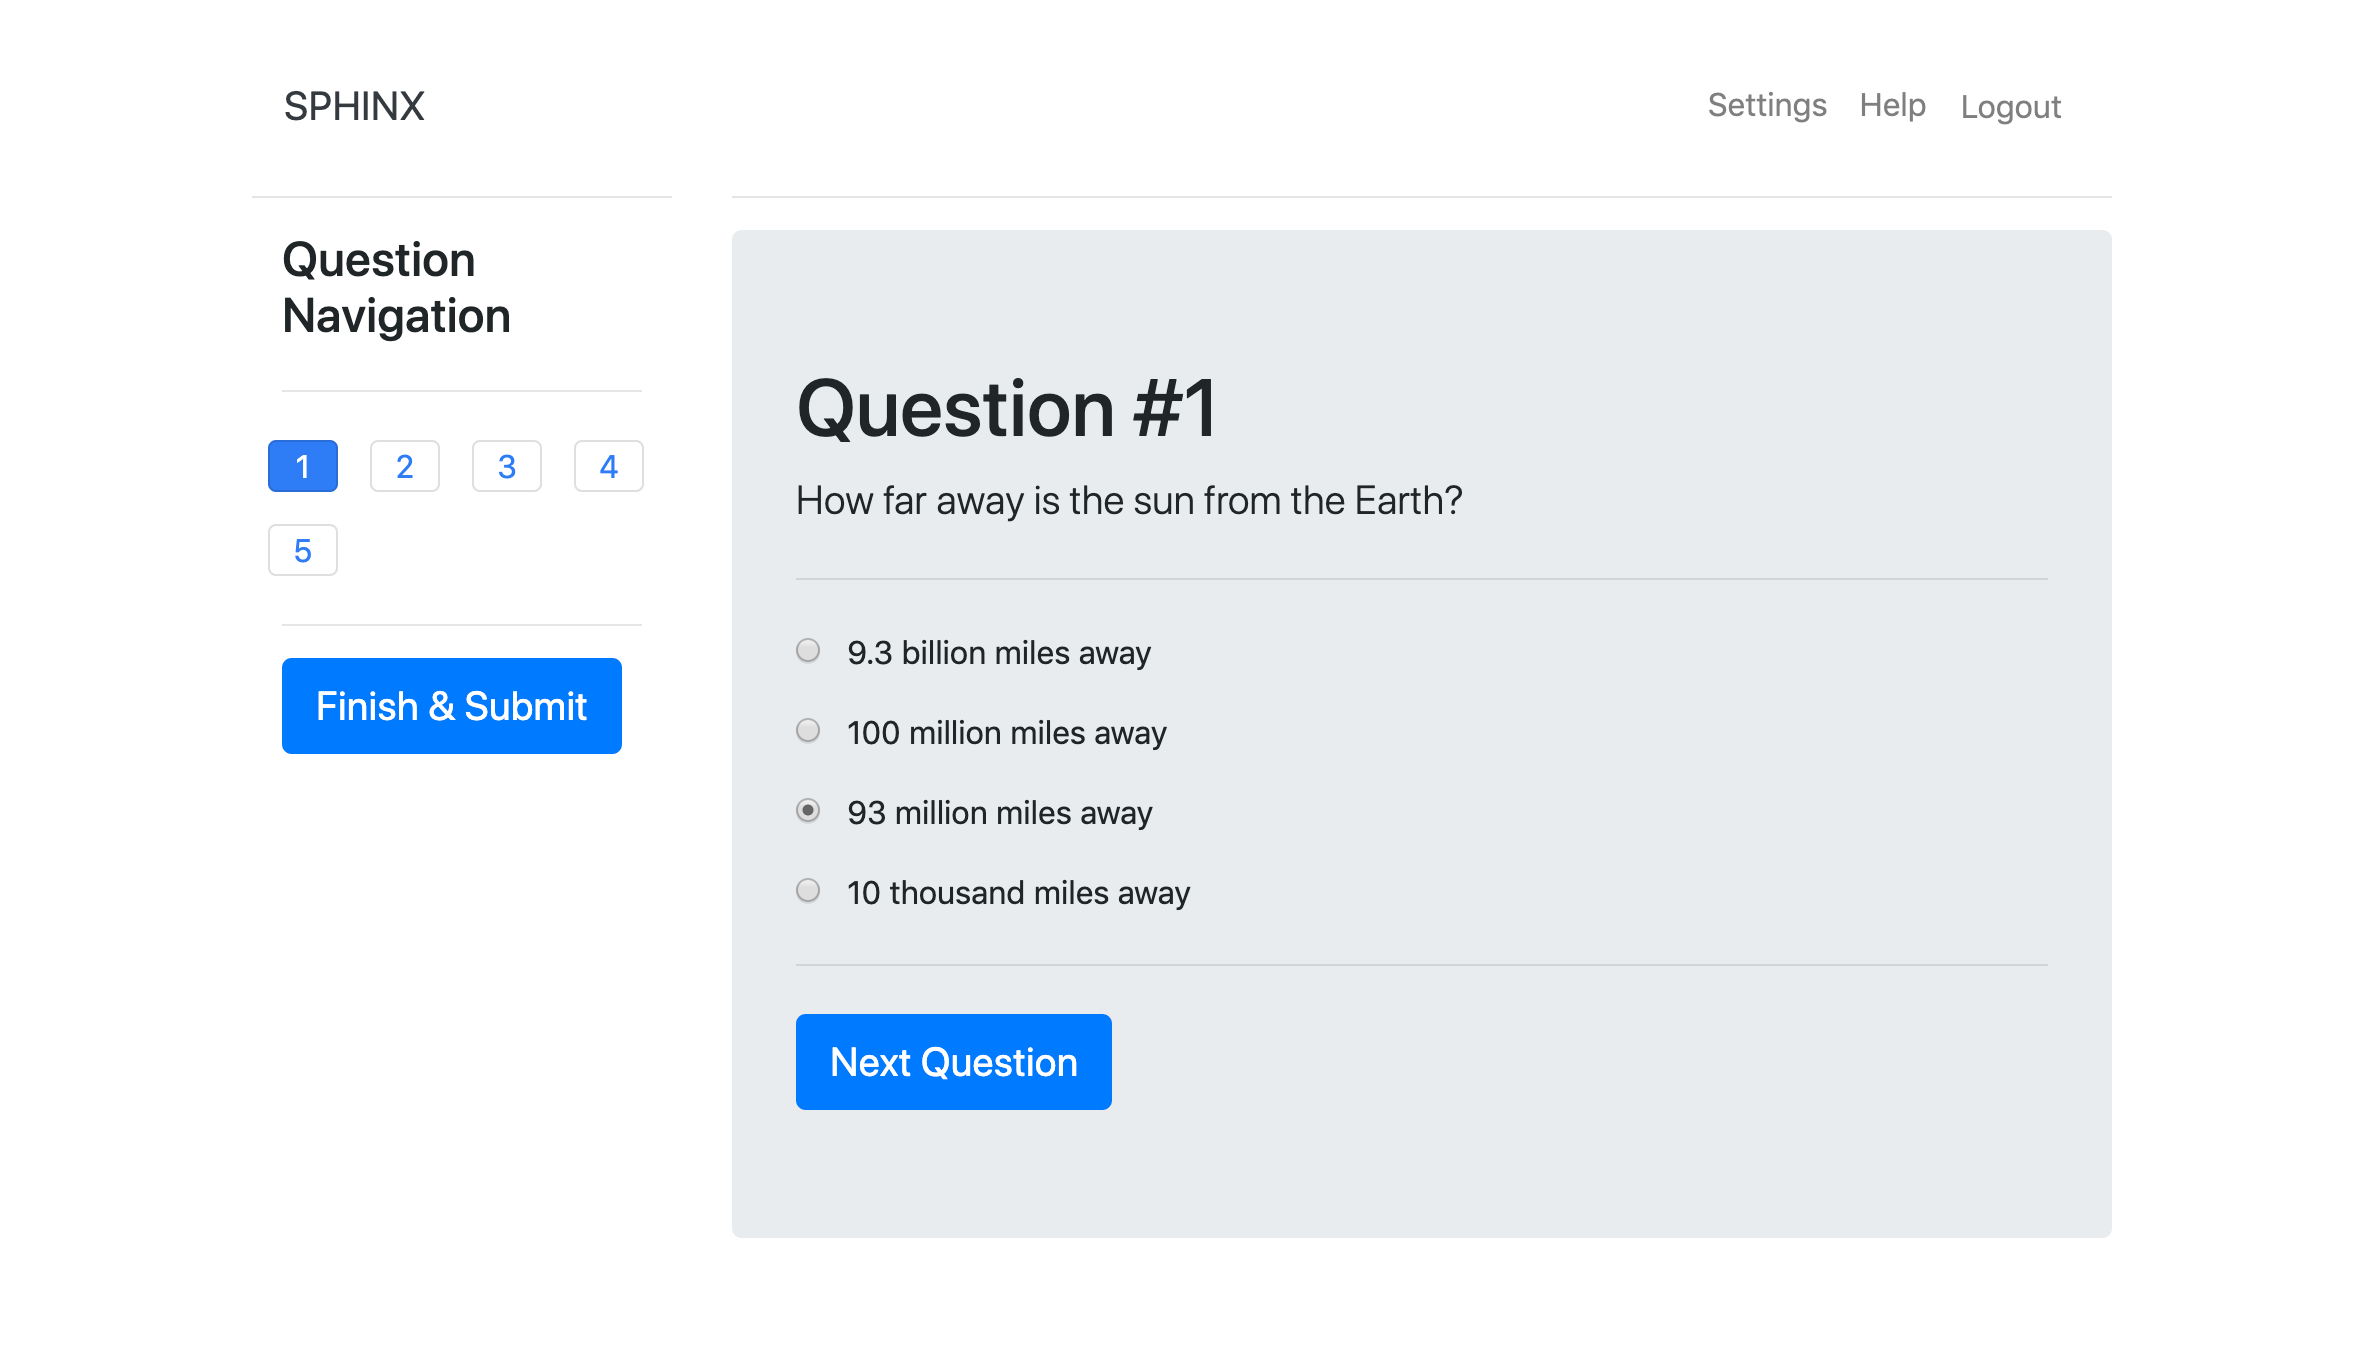 SPHINX
Settings Help Logout
Question
Navigation
1 2 3 4
5
Finish & Submit
Question #1
How far away is the sun from the Earth?
9.3 billion miles away
100 million miles away
93 million miles away
10 thousand miles away
Next Question